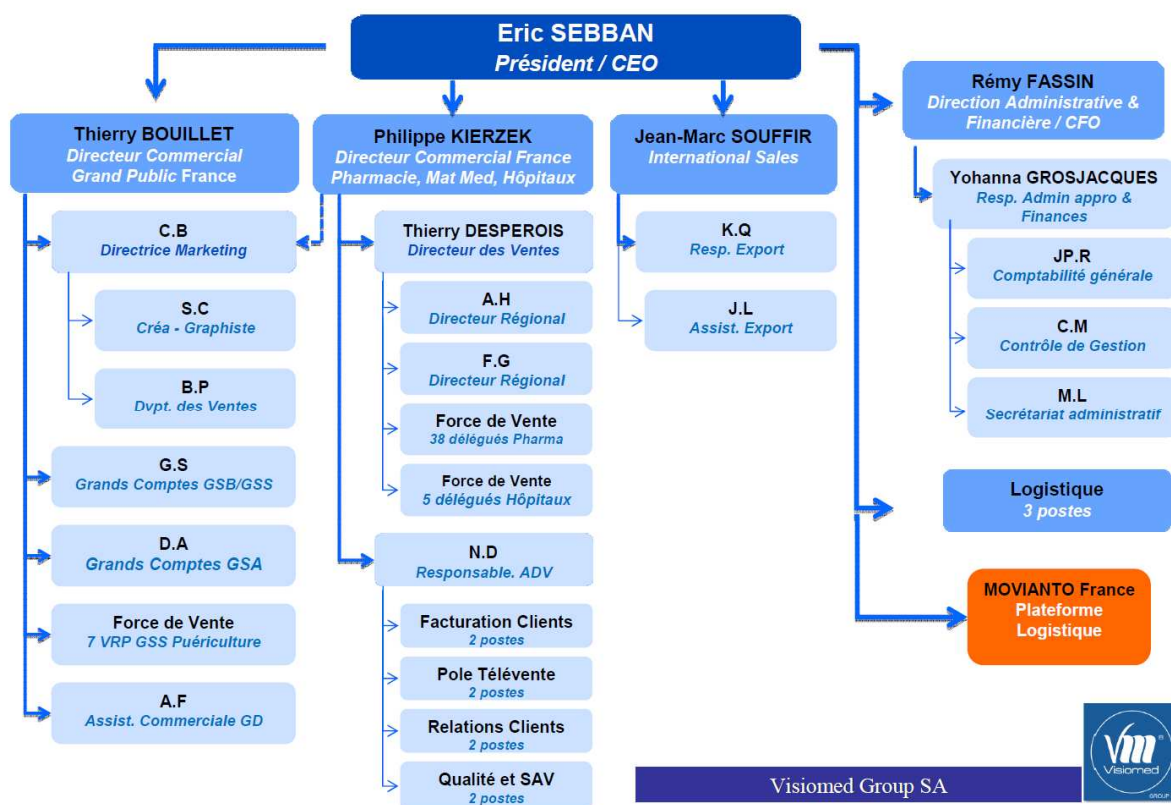 Eric SEBBAN
Président / CEO
Thierry BOUILLET
Directeur Commercial
Grand Public France
C.B
Directrice Marketing
S.C
Créa - Graphiste
B.P
Dvpt. des Ventes
G.S
Grands Comptes GSB/GSS
D.A
Grands Comptes GSA
Force de Vente
7 VRP GSS Puériculture
A.F
Assist. Commerciale GD
Philippe KIERZEK
Directeur Commercial France
Pharmacie, Mat Med, Hôpitaux
Thierry DESPEROIS
Directeur des Ventes
A.H
Directeur Régional
F.G
Directeur Régional
Force de Vente
38 délégués Pharma
Force de Vente
5 délégués Hôpitaux
N.D
Responsable. ADV
Facturation Clients
2 postes
Pole Télévente
2 postes
Relations Clients
2 postes
Qualité et SAV
2 postes
Jean-Marc SOUFFIR
International Sales
K.Q
Resp. Export
J.L
Assist. Export
Rémy FASSIN
Direction Administrative &
Financière / CFO
Yohanna GROSJACQUES
Resp. Admin appro &
Finances
JP.R
Comptabilité générale
C.M
Contrôle de Gestion
M.L
Secrétariat administratif
Logistique
3 postes
MOVIANTO France
Plateforme
Logistique
Visiomed Group SA
VM®
Visiomed
GROUP